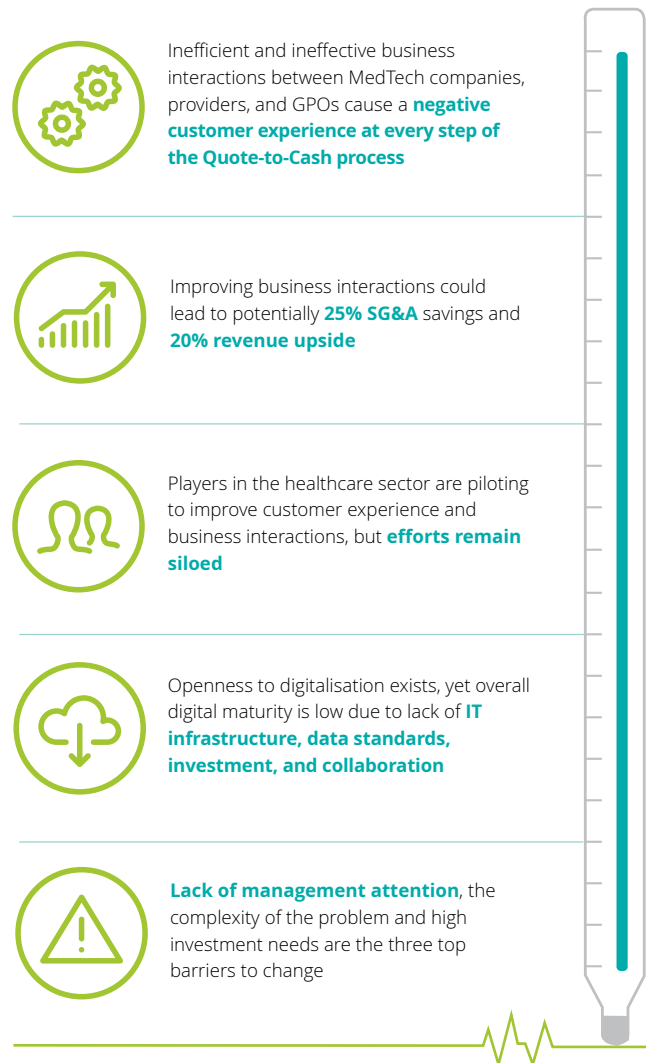 Inefficient and ineffective business
interactions between MedTech companies,
providers, and GPOs cause a negative
customer experience at every step of
the Quote-to-Cash process
Improving business interactions could
lead to potentially 25% SG&A savings and
20% revenue upside
Players in the healthcare sector are piloting
to improve customer experience and
business interactions, but efforts remain
siloed
Openness to digitalisation exists, yet overall
digital maturity is low due to lack of IT
infrastructure, data standards,
investment, and collaboration
Lack of management attention, the
complexity of the problem and high
investment needs are the three top
barriers to change